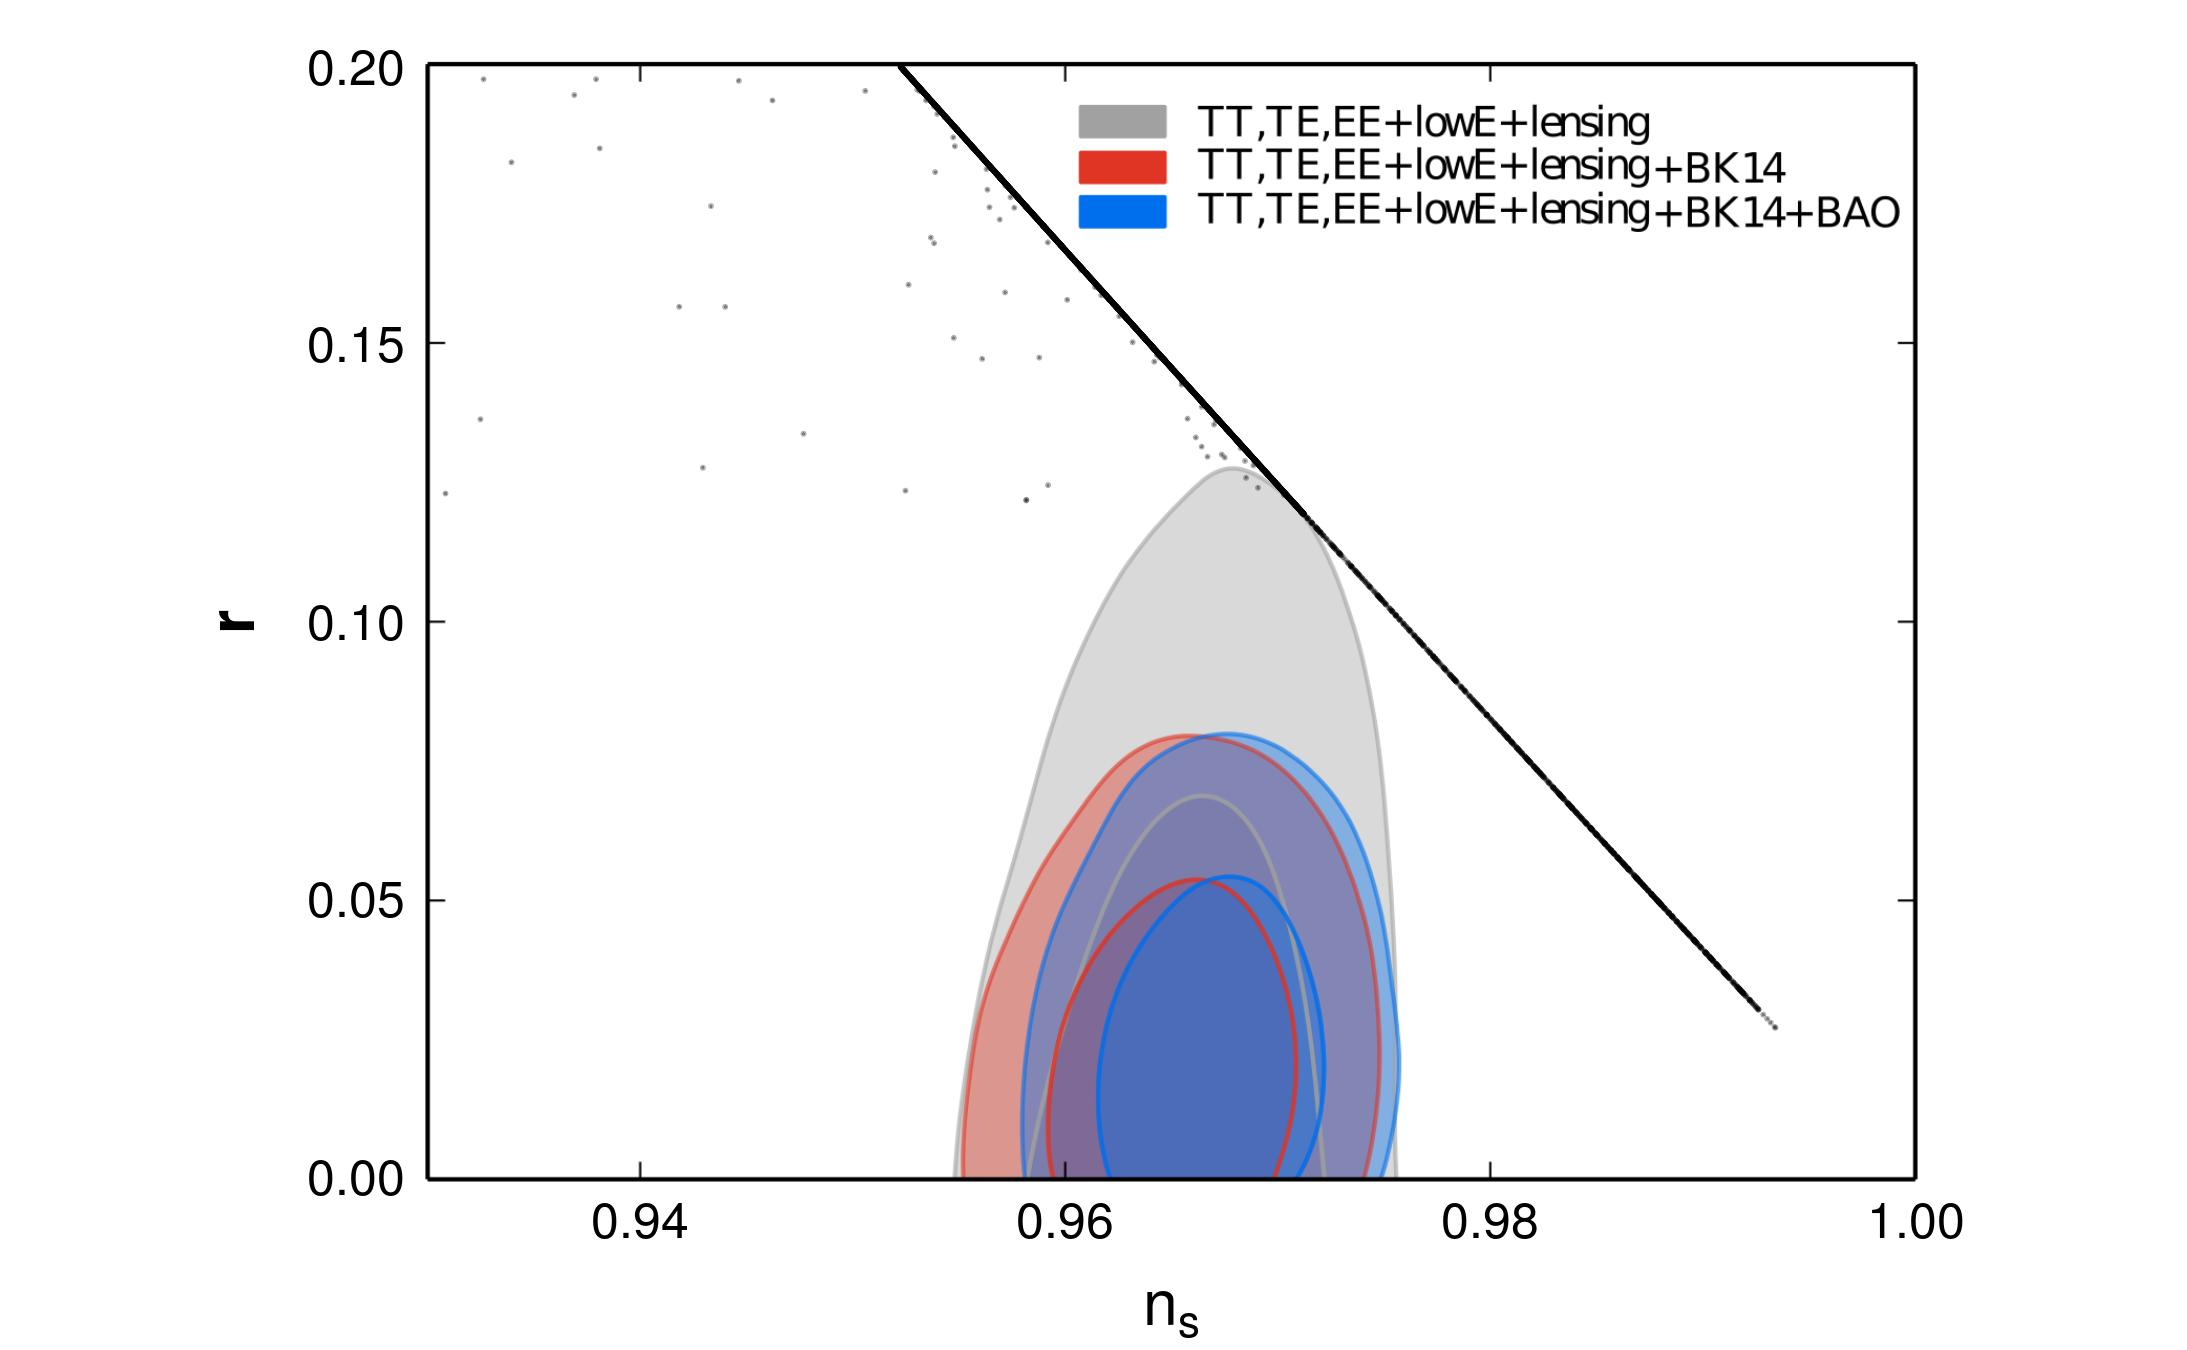 0.20
TT,TE,EE+lowE+lensing
TT,TE,EE+lowE+lensing+BK14
TT,TE,EE+lowE+lensing+BK14+BAO
0.15
r
0.10
0.05
0.00
0.94 0.96 0.98 1.00
ns